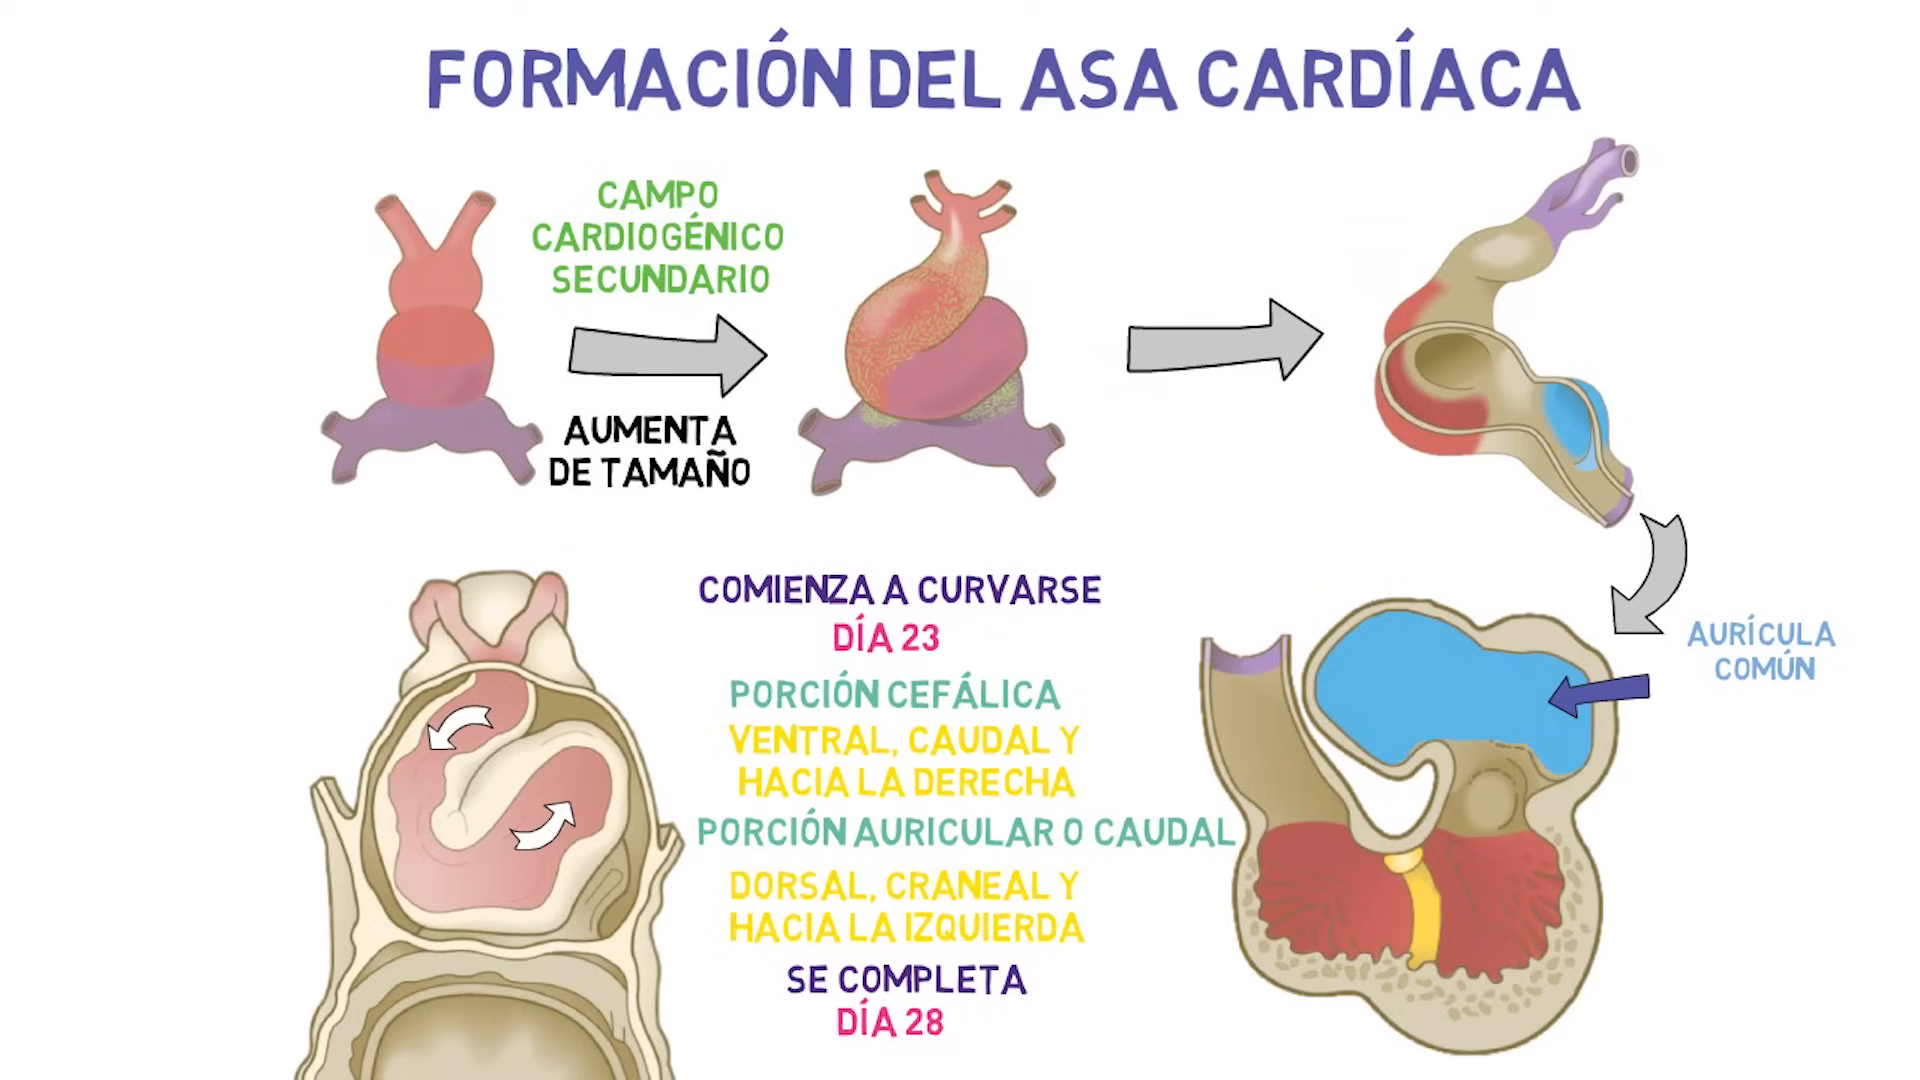 FORMACIÓN DEL ASA CARDÍACA
CAMPO
CARDIOGÉNICO
SECUNDARIO
AUMENTA
DE TAMAÑO
COMIENZA A CURVARSE
DÍA 23
PORCIÓN CEFÁLICA
VENTRAL, CAUDAL Y
HACIA LA DERECHA
PORCIÓN AURICULAR O CAUDAL
DORSAL, CRANEAL Y
HACIA LA IZQUIERDA
SE COMPLETA
DÍA 28
AURÍCULA
COMÚN